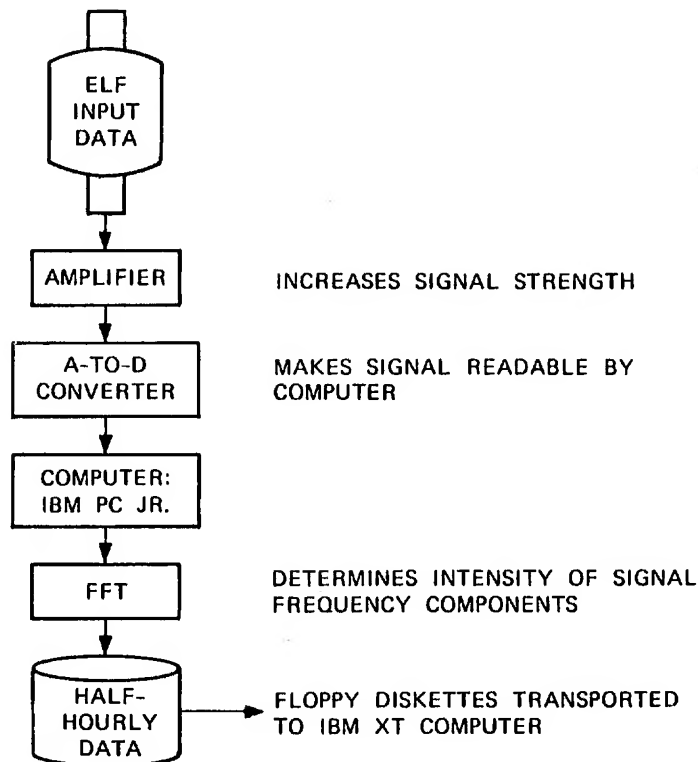 ELF
INPUT
DATA
AMPLIFIER
INCREASES SIGNAL STRENGTH
A-TO-D
CONVERTER
MAKES SIGNAL READABLE BY
COMPUTER
COMPUTER:
IBM PC JR.
FFT
DETERMINES INTENSITY OF SIGNAL
FREQUENCY COMPONENTS
HALF-
HOURLY
DATA
FLOPPY DISKETTES TRANSPORTED
TO IBM XT COMPUTER